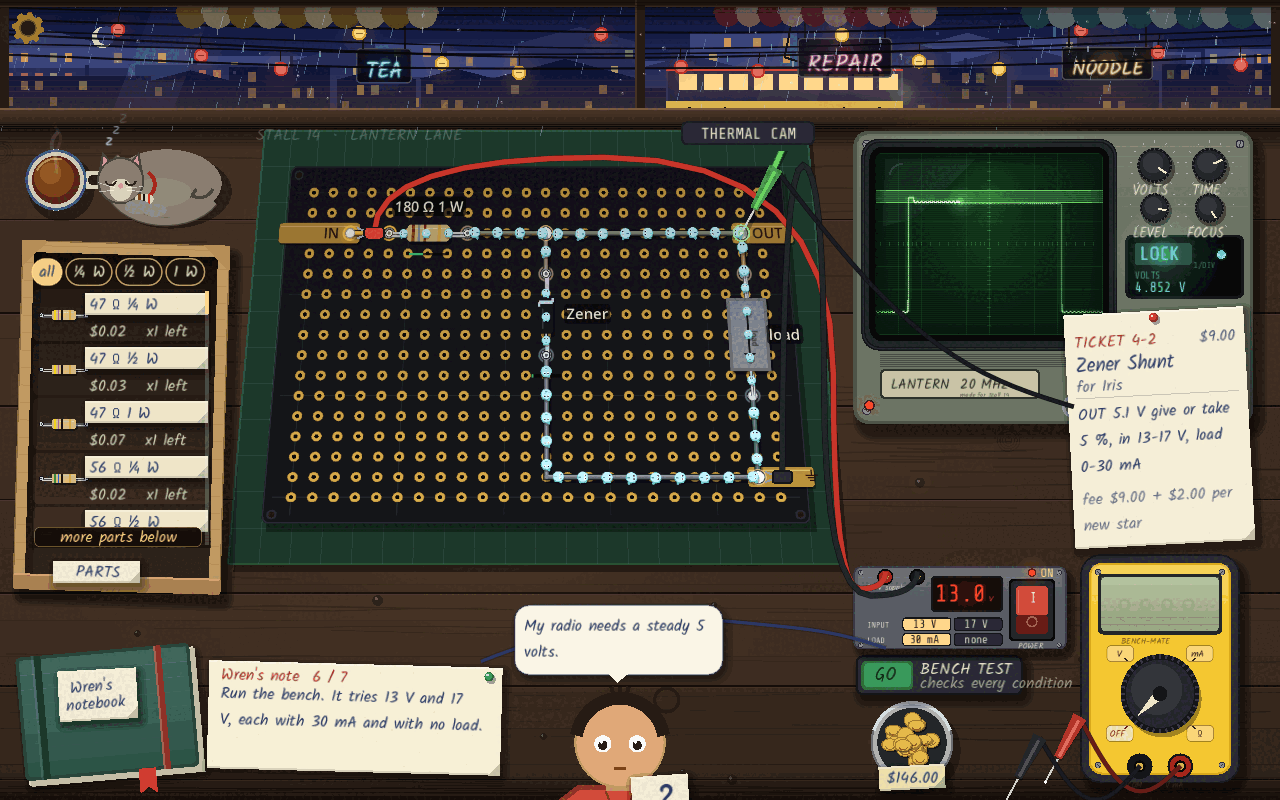 TEA
REPAIR
NOODLE
z
z
z
STALL 14 · LANTERN LANE
THERMAL CAM
180 Ω 1 W
IN
OUT
Zener
load
all
¼ W
½ W
1 W
47 Ω ¼ W
$0.02 x1 left
47 Ω ½ W
$0.03 x1 left
47 Ω 1 W
$0.07 x1 left
56 Ω ¼ W
$0.02 x1 left
56 Ω ½ W
more parts below
PARTS
VOLTS
TIME
LEVEL
FOCUS
LOCK
VOLTS
4.852 V
LANTERN 20 MHz
made for Stall 14
TICKET 4-2
$9.00
Zener Shunt
for Iris
OUT 5.1 V give or take
5 %, in 13-17 V, load
0-30 mA
fee $9.00 + $2.00 per
new star
13.0 v
ON
INPUT
13 V
17 V
LOAD
30 mA
none
I
POWER
GO
BENCH TEST
checks every condition
$146.00
BENCH-MATE
V
mA
OFF
Ω
My radio needs a steady 5
volts.
Wren's
notebook
Wren's note 6 / 7
Run the bench. It tries 13 V and 17
V, each with 30 mA and with no load.
2